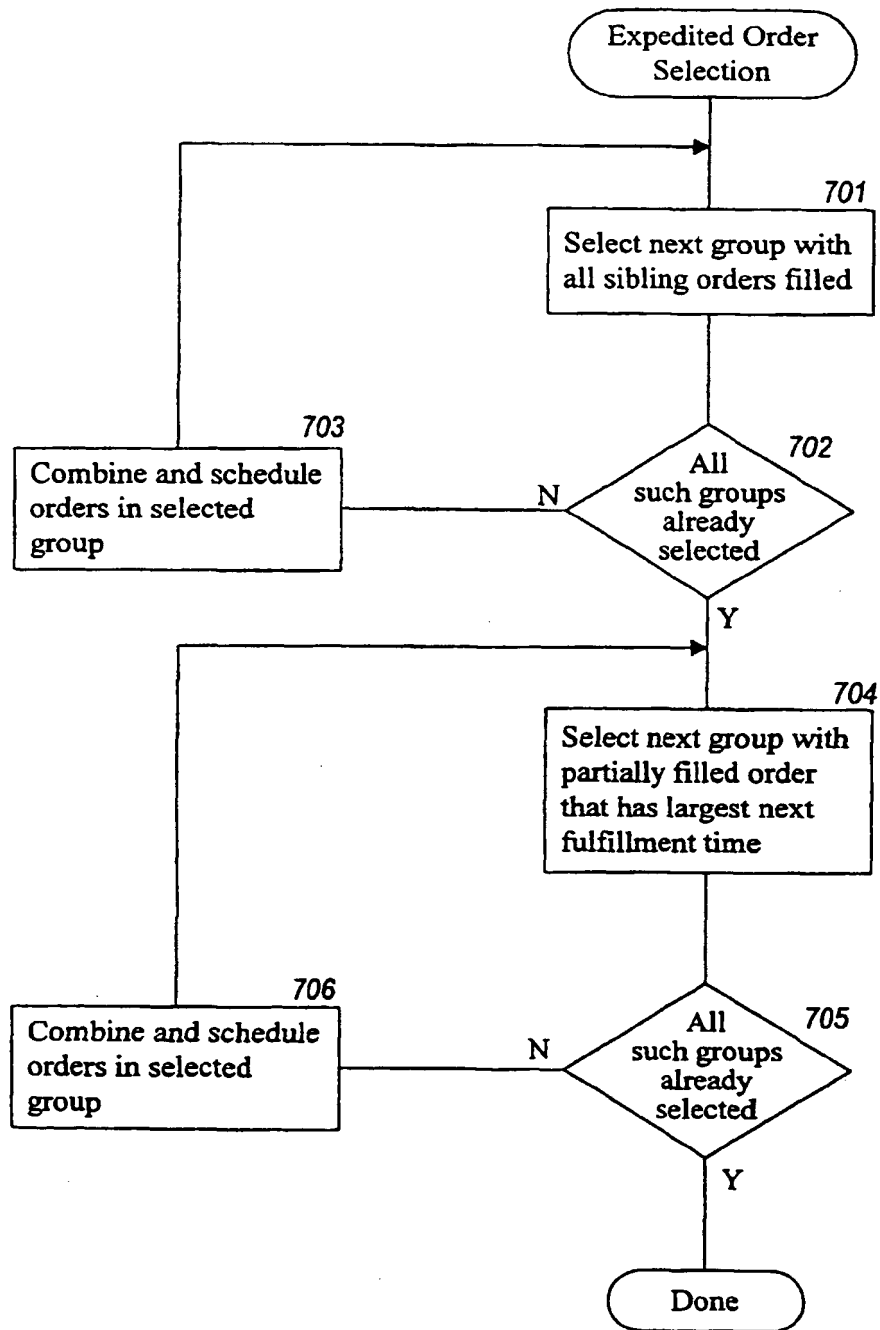 Expedited Order
Selection
701
Select next group with
all sibling orders filled
703
Combine and schedule
orders in selected
group
702
All
such groups
already
selected
N
Y
704
Select next group with
partially filled order
that has largest next
fulfillment time
706
Combine and schedule
orders in selected
group
705
All
such groups
already
selected
N
Y
Done